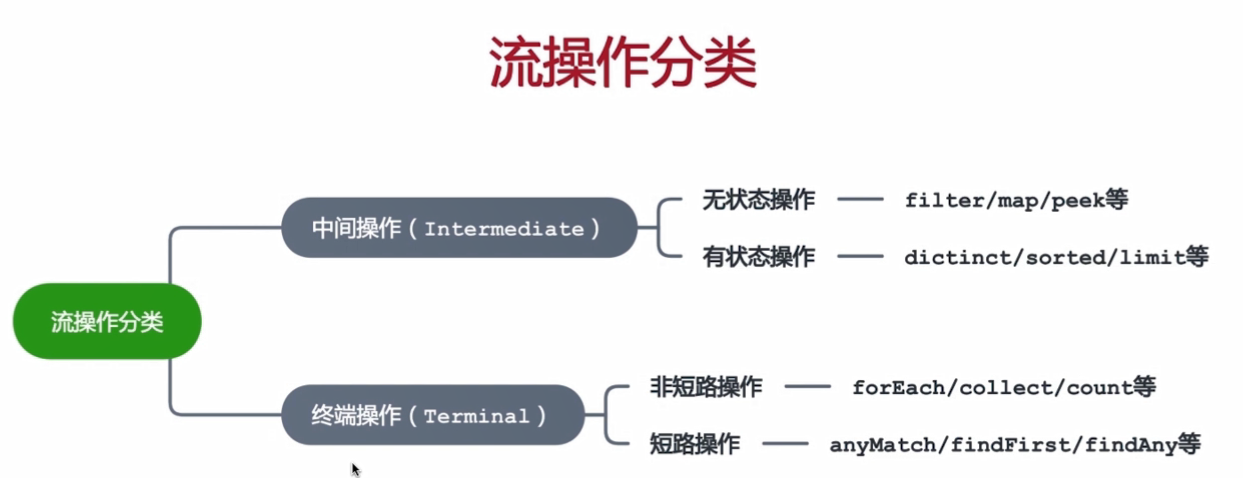 流操作分类
流操作分类
中间操作（Intermediate）
无状态操作
filter/map/peek等
有状态操作
dictinct/sorted/limit等
终端操作（Terminal）
非短路操作
forEach/collect/count等
短路操作
anyMatch/findFirst/findAny等